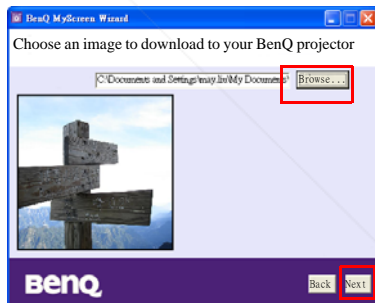 BenQ MyScreen Wizard
Choose an image to download to your BenQ projector
C:\Documents and Settings\may.liu\My Documents\ Browse...
BenQ
Back Next